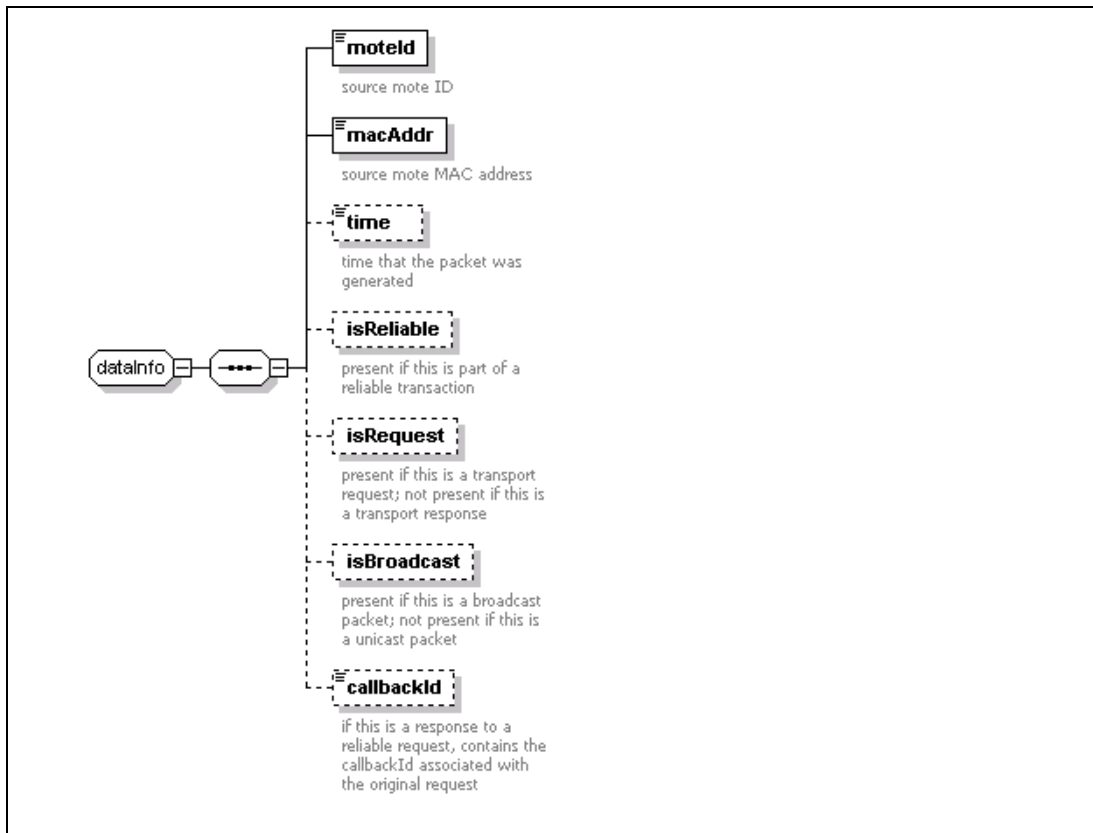 moteId
source mote ID
macAddr
source mote MAC address
time
time that the packet was
generated
isReliable
present if this is part of a
reliable transaction
dataInfo
isRequest
present if this is a transport
request; not present if this is
a transport response
isBroadcast
present if this is a broadcast
packet; not present if this is
a unicast packet
callbackId
if this is a response to a
reliable request, contains the
callbackId associated with
the original request